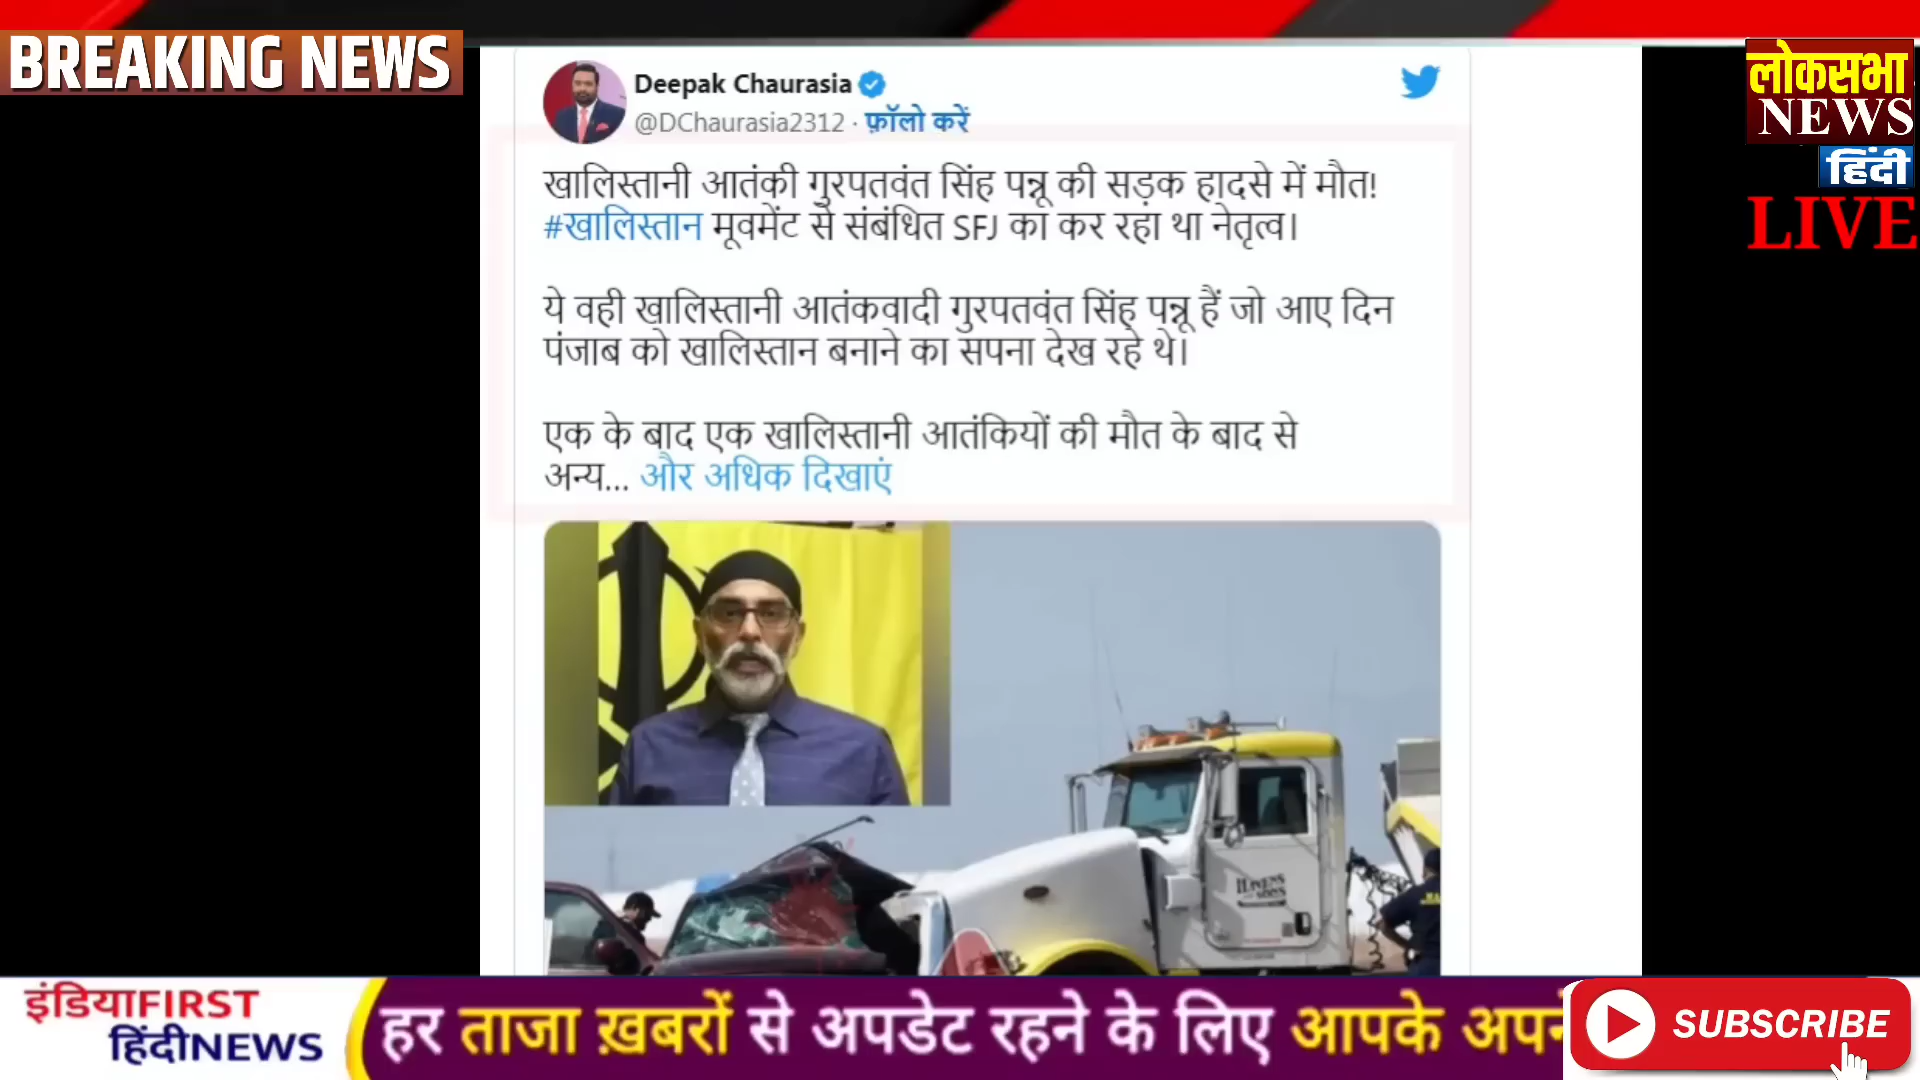 BREAKING NEWS
Deepak Chaurasia
@DChaurasia2312 · फ़ॉलो करें
खालिस्तानी आतंकी गुरपतवंत सिंह पन्नू की सड़क हादसे में मौत!
#खालिस्तान मूवमेंट से संबंधित SFJ का कर रहा था नेतृत्व।
ये वही खालिस्तानी आतंकवादी गुरपतवंत सिंह पन्नू हैं जो आए दिन
पंजाब को खालिस्तान बनाने का सपना देख रहे थे।
एक के बाद एक खालिस्तानी आतंकियों की मौत के बाद से
अन्य... और अधिक दिखाएं
लोकसभा
NEWS
हिंदी
LIVE
इंडियाFIRST
हिंदीNEWS
हर ताजा ख़बरों से अपडेट रहने के लिए आपके
SUBSCRIBE